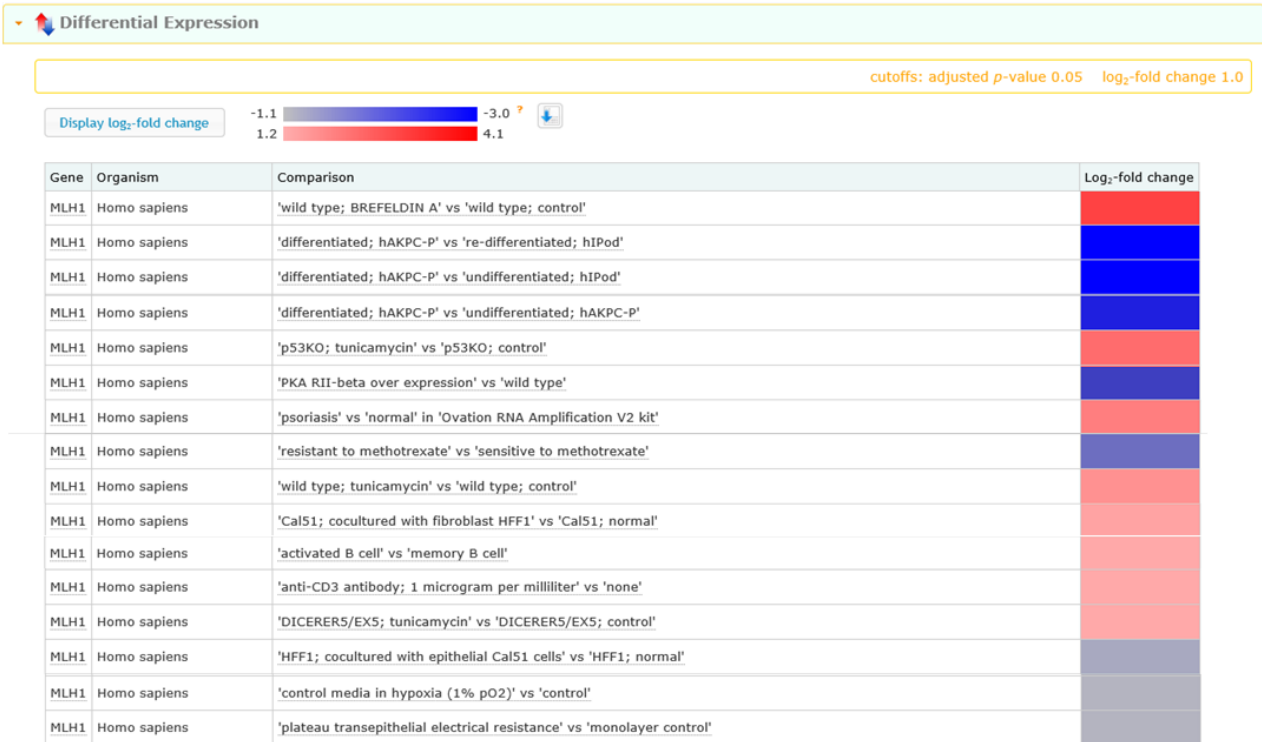 Differential Expression
cutoffs: adjusted p-value 0.05 log₂-fold change 1.0
Display log₂-fold change
-1.1 -3.0 ?
1.2 4.1
Gene Organism Comparison Log₂-fold change
MLH1 Homo sapiens 'wild type; BREFELDIN A' vs 'wild type; control'
MLH1 Homo sapiens 'differentiated; hAKPC-P' vs 're-differentiated; hIPod'
MLH1 Homo sapiens 'differentiated; hAKPC-P' vs 'undifferentiated; hIPod'
MLH1 Homo sapiens 'differentiated; hAKPC-P' vs 'undifferentiated; hAKPC-P'
MLH1 Homo sapiens 'p53KO; tunicamycin' vs 'p53KO; control'
MLH1 Homo sapiens 'PKA RII-beta over expression' vs 'wild type'
MLH1 Homo sapiens 'psoriasis' vs 'normal' in 'Ovation RNA Amplification V2 kit'
MLH1 Homo sapiens 'resistant to methotrexate' vs 'sensitive to methotrexate'
MLH1 Homo sapiens 'wild type; tunicamycin' vs 'wild type; control'
MLH1 Homo sapiens 'Cal51; cocultured with fibroblast HFF1' vs 'Cal51; normal'
MLH1 Homo sapiens 'activated B cell' vs 'memory B cell'
MLH1 Homo sapiens 'anti-CD3 antibody; 1 microgram per milliliter' vs 'none'
MLH1 Homo sapiens 'DICERER5/EX5; tunicamycin' vs 'DICERER5/EX5; control'
MLH1 Homo sapiens 'HFF1; cocultured with epithelial Cal51 cells' vs 'HFF1; normal'
MLH1 Homo sapiens 'control media in hypoxia (1% pO2)' vs 'control'
MLH1 Homo sapiens 'plateau transepithelial electrical resistance' vs 'monolayer control'